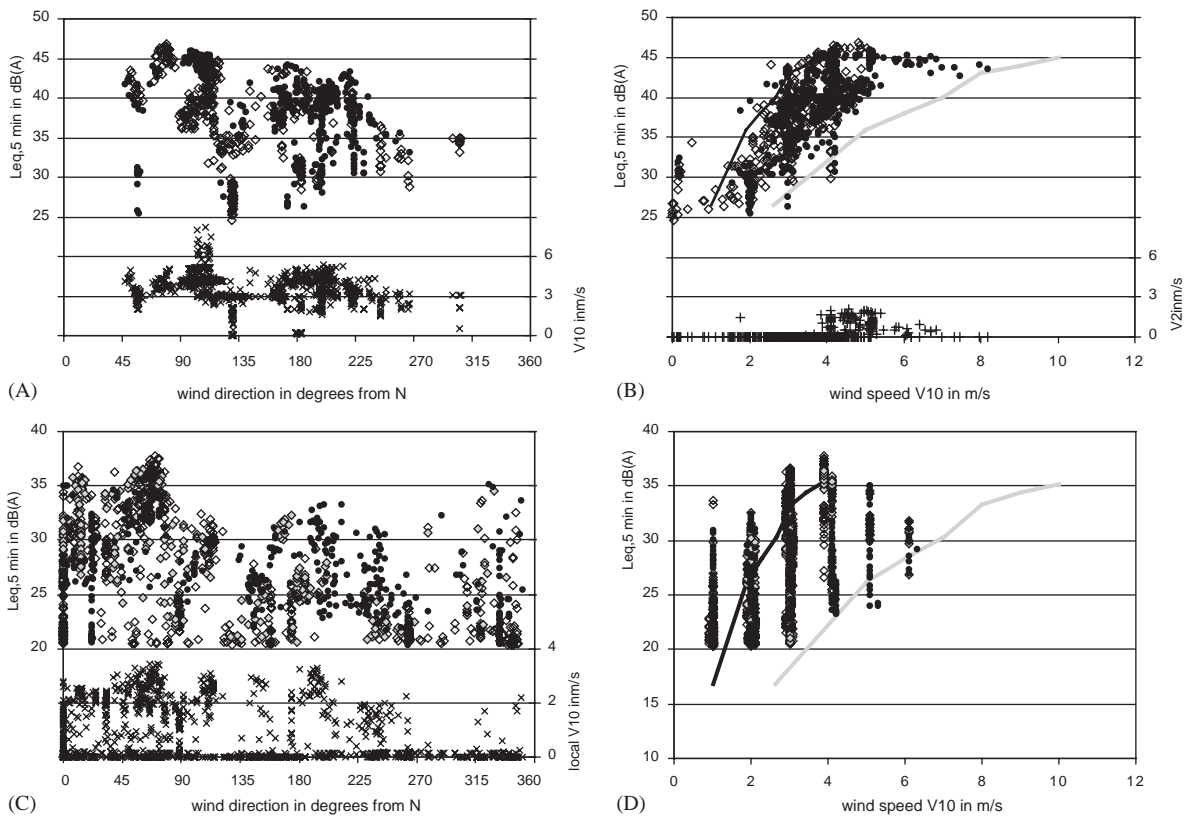 50
45
40
35
30
25
Leq,5 min in dB(A)
6
3
0
V10 inm/s
0 45 90 135 180 225 270 315 360
wind direction in degrees from N
(A)
50
45
40
35
30
25
Leq,5 min in dB(A)
6
3
0
V2inm/s
0 2 4 6 8 10 12
wind speed V10 in m/s
(B)
40
35
30
25
20
Leq,5 min in dB(A)
4
2
0
local V10 inm/s
0 45 90 135 180 225 270 315 360
wind direction in degrees from N
(C)
40
35
30
25
20
15
10
Leq,5 min in dB(A)
0 2 4 6 8 10 12
wind speed V10 in m/s
(D)